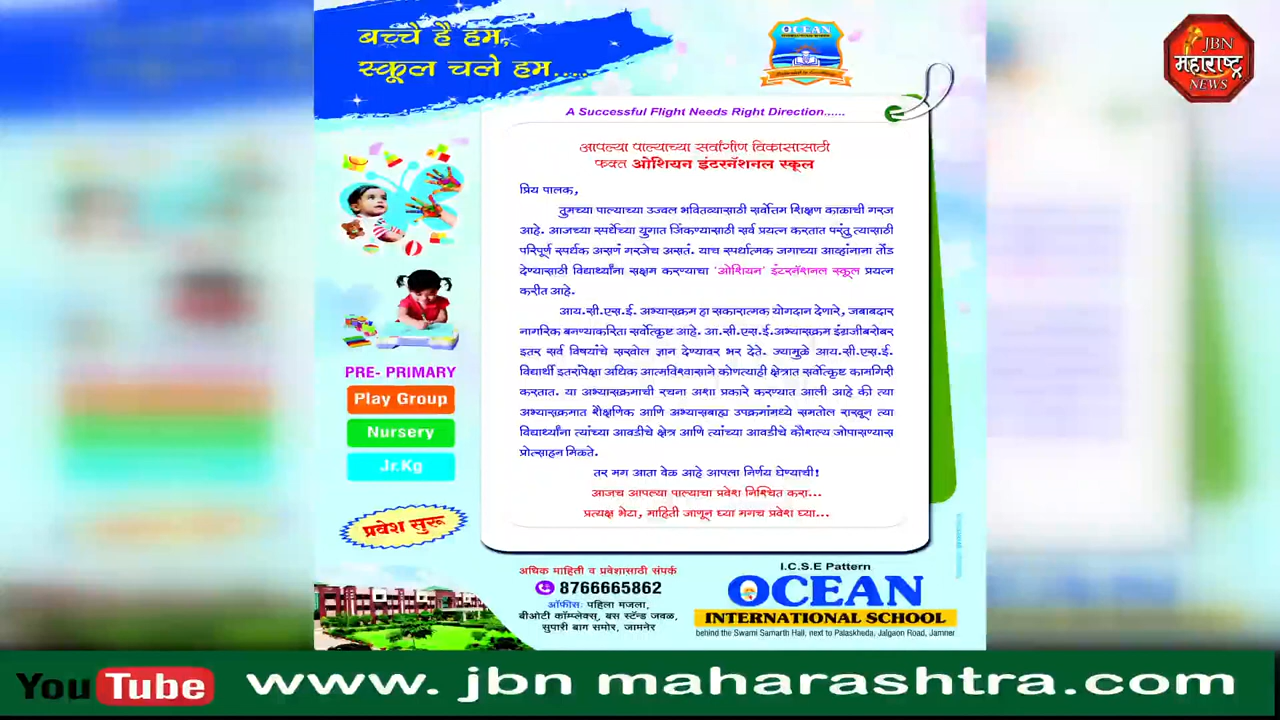 बच्चे है हम,
स्कूल चले हम....
OCEAN
JBN
महाराष्ट्र
NEWS
A Successful Flight Needs Right Direction......
आपल्या पाल्याच्या सर्वांगीण विकासासाठी
फक्त ओशियन इंटरनॅशनल स्कूल
प्रिय पालक,
तुमच्या पाल्याच्या उज्वल भवितव्यासाठी सर्वोत्तम शिक्षण काळाची गरज
आहे. आजच्या स्पर्धेच्या युगात जिंकण्यासाठी सर्व प्रयत्न करतात परंतु त्यासाठी
परिपूर्ण स्पर्धक असणं गरजेच असतं. याच स्पर्धात्मक जगाच्या आव्हांनाना तोंड
देण्यासाठी विद्यार्थ्यांना सक्षम करण्याचा 'ओशियन' इंटरनॅशनल स्कूल प्रयत्न
करीत आहे.
आय.सी.एस.ई. अभ्यासक्रम हा सकारात्मक योगदान देणारे, जबाबदार
नागरिक बनण्याकरिता सर्वोत्कृष्ट आहे. आ.सी.एस.ई.अभ्यासक्रम इंग्रजीबरोबर
इतर सर्व विषयांचे सखोल ज्ञान देण्यावर भर देते. ज्यामुळे आय.सी.एस.ई.
विद्यार्थी इतरांपेक्षा अधिक आत्मविश्वासाने कोणत्याही क्षेत्रात सर्वोत्कृष्ट कामगिरी
करतात. या अभ्यासक्रमाची रचना अशा प्रकारे करण्यात आली आहे की त्या
अभ्यासक्रमात शैक्षणिक आणि अभ्यासबाह्य उपक्रमांमध्ये समतोल राखून त्या
विद्यार्थ्यांना त्यांच्या आवडीचे क्षेत्र आणि त्यांच्या आवडीचे कौशल्य जोपासण्यास
प्रोत्साहन मिळते.
तर मग आता वेळ आहे आपला निर्णय घेण्याची!
आजच आपल्या पाल्याचा प्रवेश निश्चित करा...
प्रत्यक्ष भेटा, माहिती जाणून घ्या मगच प्रवेश घ्या...
PRE- PRIMARY
Play Group
Nursery
Jr.Kg
प्रवेश सुरू
अधिक माहिती व प्रवेशासाठी संपर्क
8766665862
ऑफीसः पहिला मजला,
बीओटी कॉम्प्लेक्स, बस स्टॅन्ड जवळ,
सुपारी बाग समोर, जामनेर
I.C.S.E Pattern
OCEAN
INTERNATIONAL SCHOOL
behind the Swami Samarth Hall, next to Palaskheda, Jalgaon Road, Jamner
You Tube
www. jbn maharashtra.com